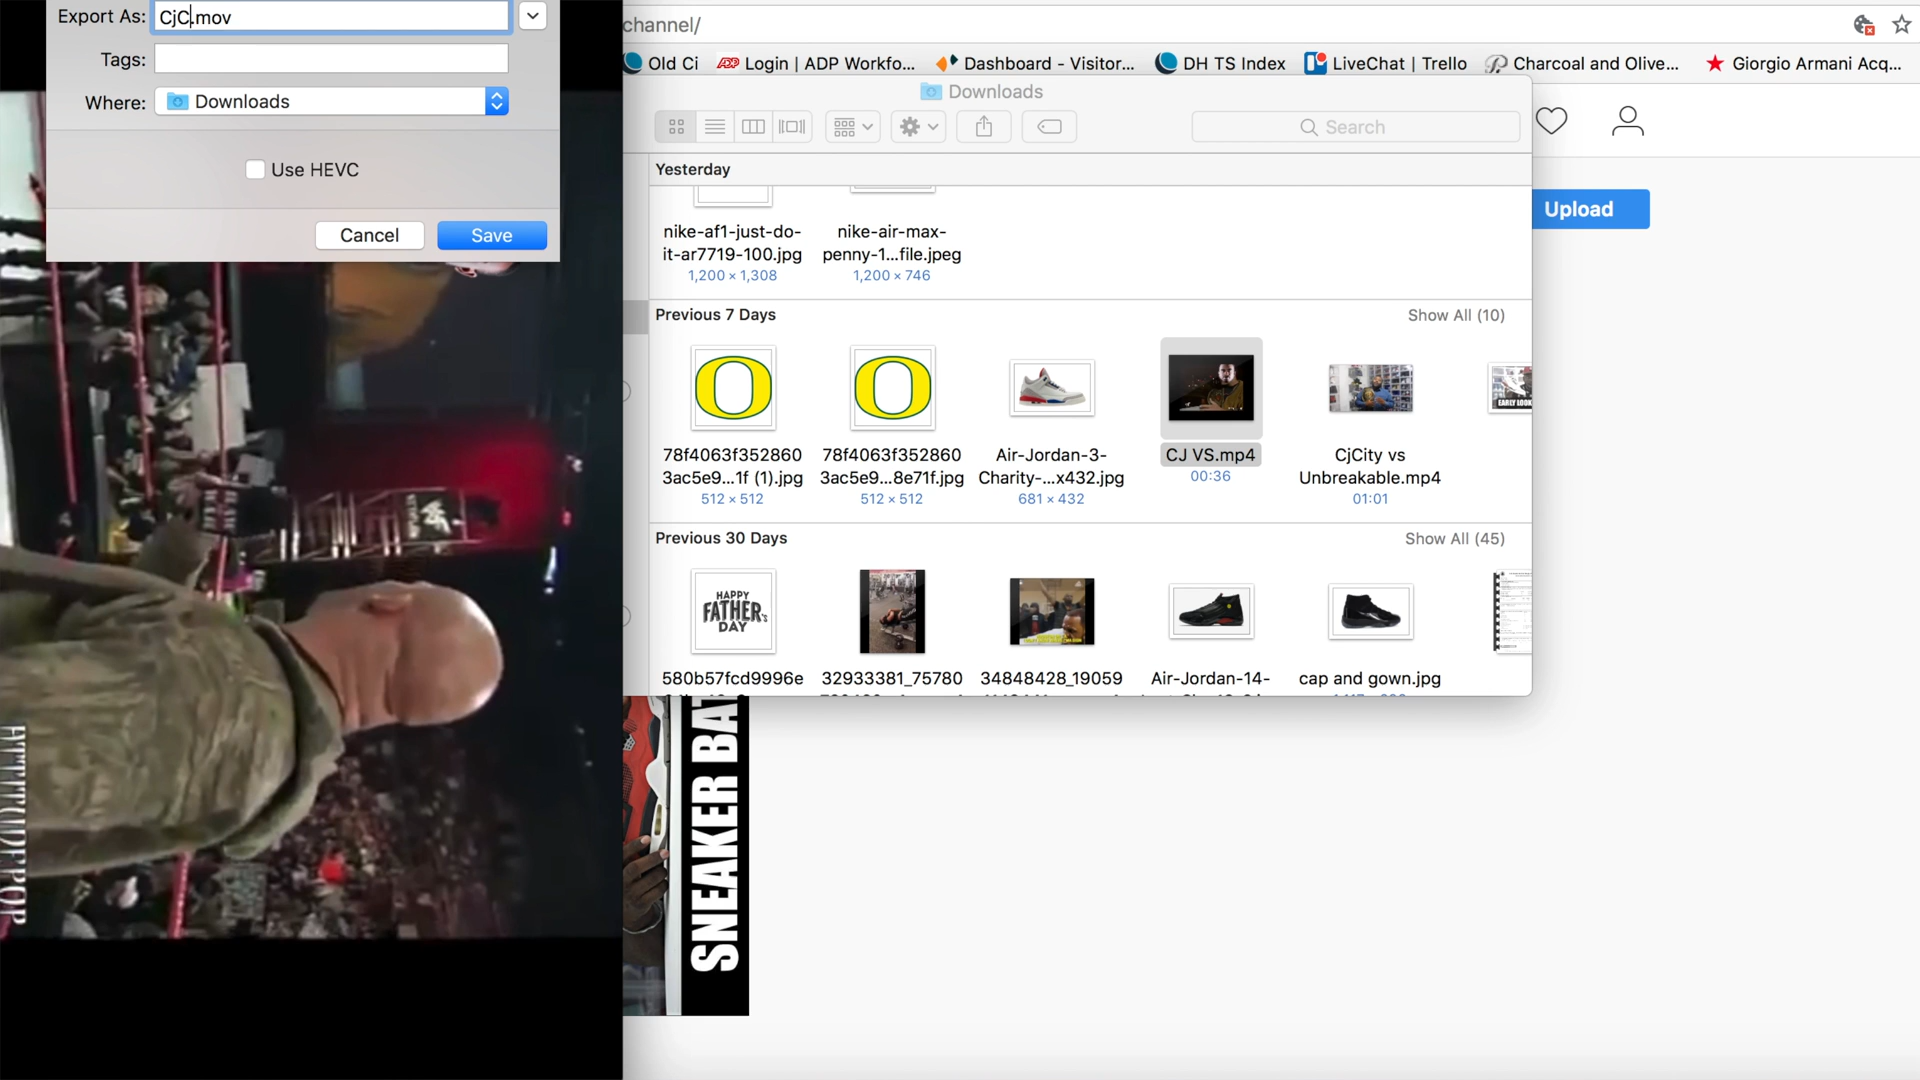 Export As: CjC.mov
Tags:
Where: Downloads
Use HEVC
Cancel
Save
channel/
Old Ci
ADP Login | ADP Workfo...
Dashboard - Visitor...
DH TS Index
LiveChat | Trello
Charcoal and Olive...
Giorgio Armani Acq...
Downloads
Search
Upload
Yesterday
nike-af1-just-do-
it-ar7719-100.jpg
1,200 × 1,308
nike-air-max-
penny-1...file.jpeg
1,200 × 746
Previous 7 Days
Show All (10)
EARLY LOOK
78f4063f352860
3ac5e9...1f (1).jpg
512 × 512
78f4063f352860
3ac5e9...8e71f.jpg
512 × 512
Air-Jordan-3-
Charity-...x432.jpg
681 × 432
CJ VS.mp4
00:36
CjCity vs
Unbreakable.mp4
01:01
Previous 30 Days
Show All (45)
HAPPY
FATHER's
DAY
580b57fcd9996e
32933381_75780
34848428_19059
Air-Jordan-14-
cap and gown.jpg
SNEAKER BAT
ATTITUDEPOP